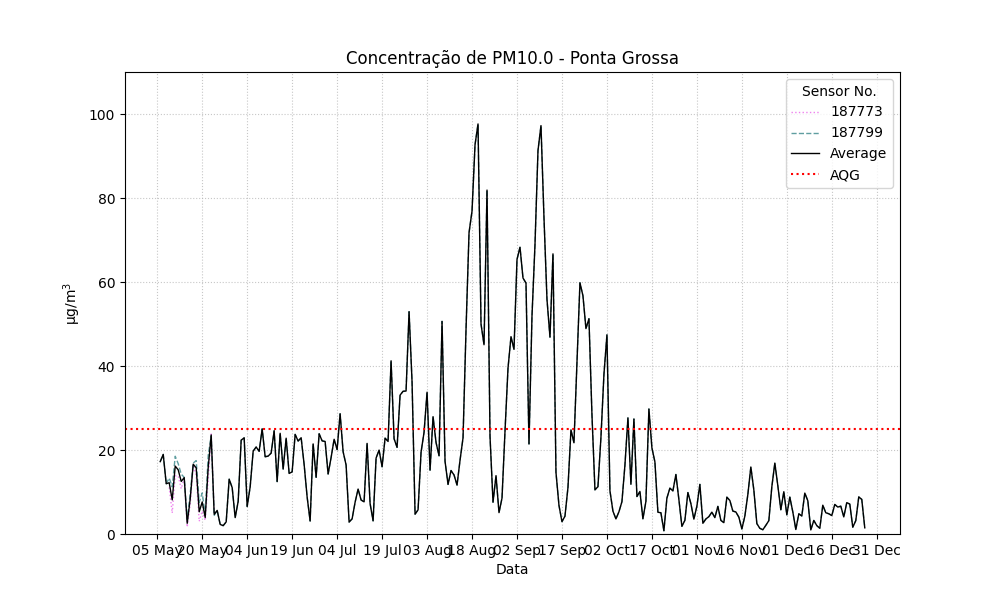 Concentração de PM10.0 - Ponta Grossa
Sensor No.
187773
187799
Average
AQG
100
80
60
40
20
0
µg/m³
05 May 20 May 04 Jun 19 Jun 04 Jul 19 Jul 03 Aug 18 Aug 02 Sep 17 Sep 02 Oct 17 Oct 01 Nov 16 Nov 01 Dec 16 Dec 31 Dec
Data